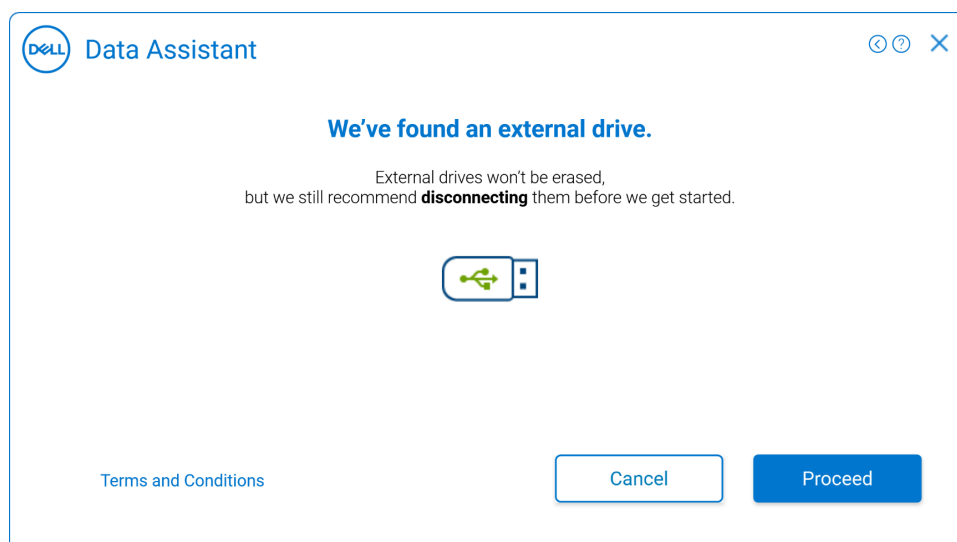 DELL
Data Assistant
We've found an external drive.
External drives won't be erased,
but we still recommend disconnecting them before we get started.
Terms and Conditions
Cancel
Proceed